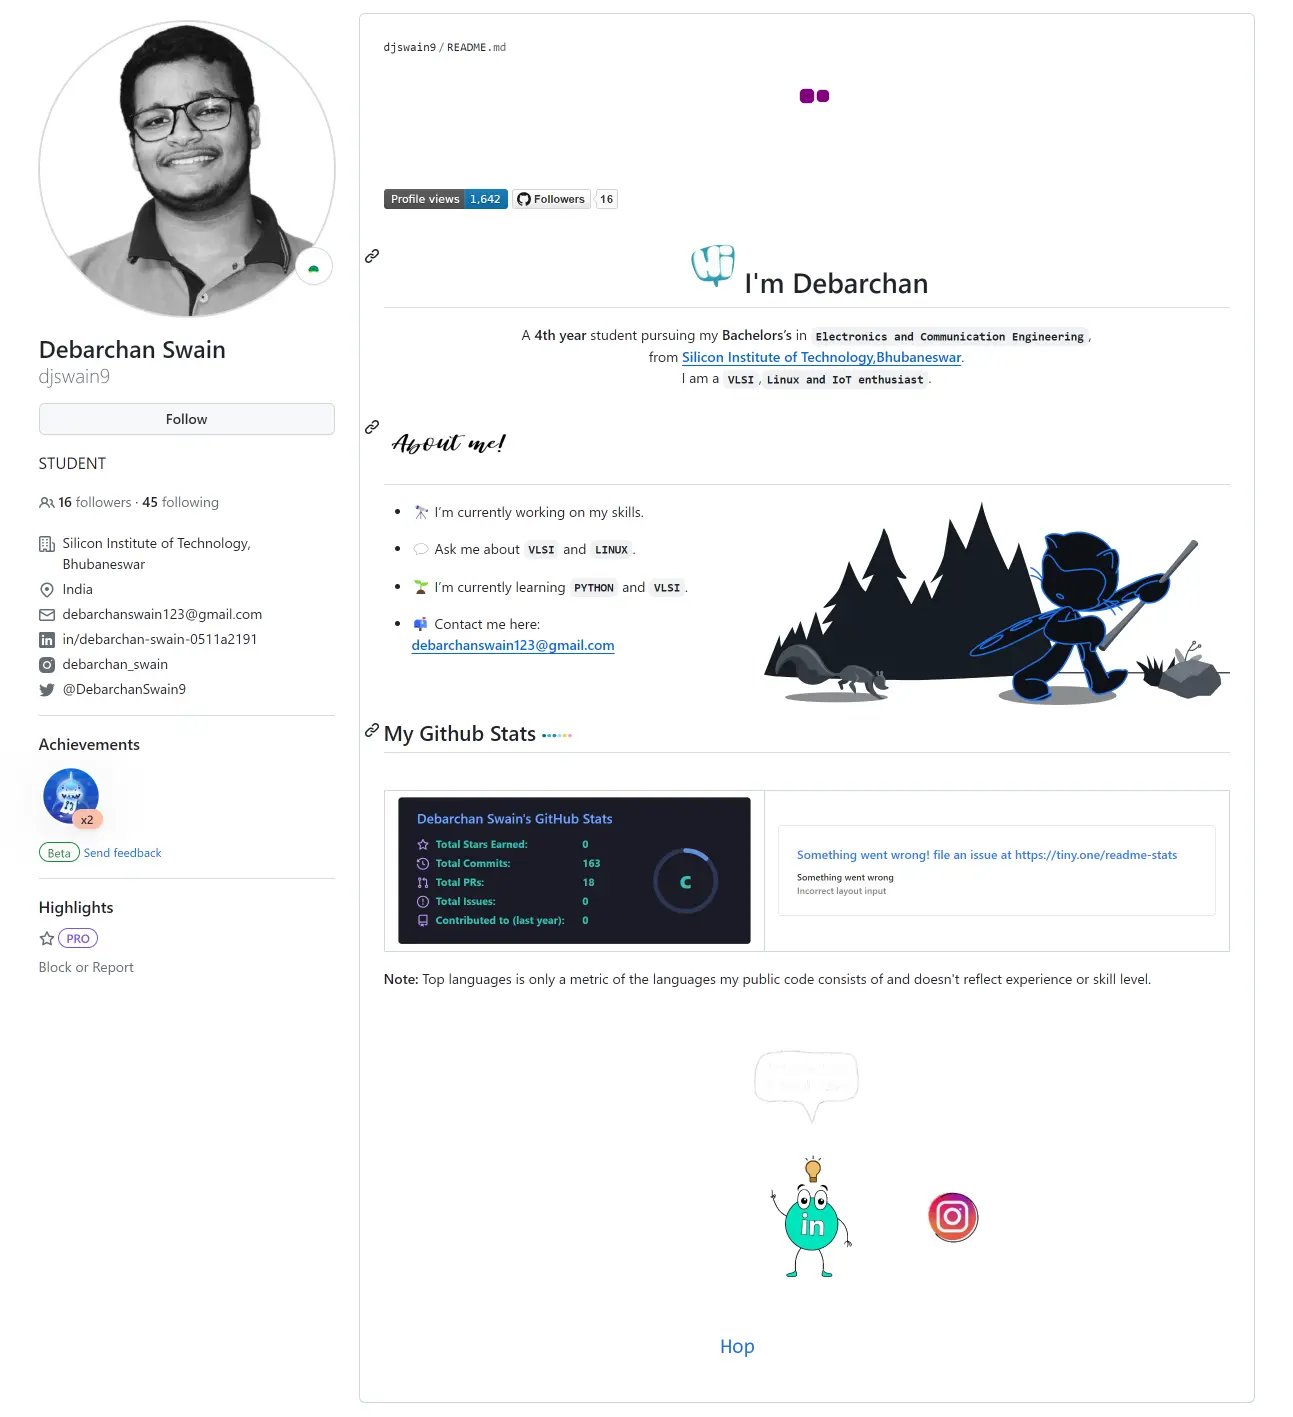 Debarchan Swain
djswain9
Follow
STUDENT
16 followers · 45 following
Silicon Institute of Technology,
Bhubaneswar
India
debarchanswain123@gmail.com
in/debarchan-swain-0511a2191
debarchan_swain
@DebarchanSwain9
Achievements
x2
Beta Send feedback
Highlights
PRO
Block or Report
djswain9 / README.md
Profile views 1,642 Followers 16
Hi I'm Debarchan
A 4th year student pursuing my Bachelors’s in Electronics and Communication Engineering ,
from Silicon Institute of Technology,Bhubaneswar.
I am a VLSI , Linux and IoT enthusiast .
About me!
I’m currently working on my skills.
Ask me about VLSI and LINUX .
I’m currently learning PYTHON and VLSI .
Contact me here:
debarchanswain123@gmail.com
My Github Stats
Debarchan Swain's GitHub Stats
Total Stars Earned: 0
Total Commits: 163
Total PRs: 18
Total Issues: 0
Contributed to (last year): 0
C
Something went wrong! file an issue at https://tiny.one/readme-stats
Something went wrong
Incorrect layout input
Note: Top languages is only a metric of the languages my public code consists of and doesn't reflect experience or skill level.
in
Hop